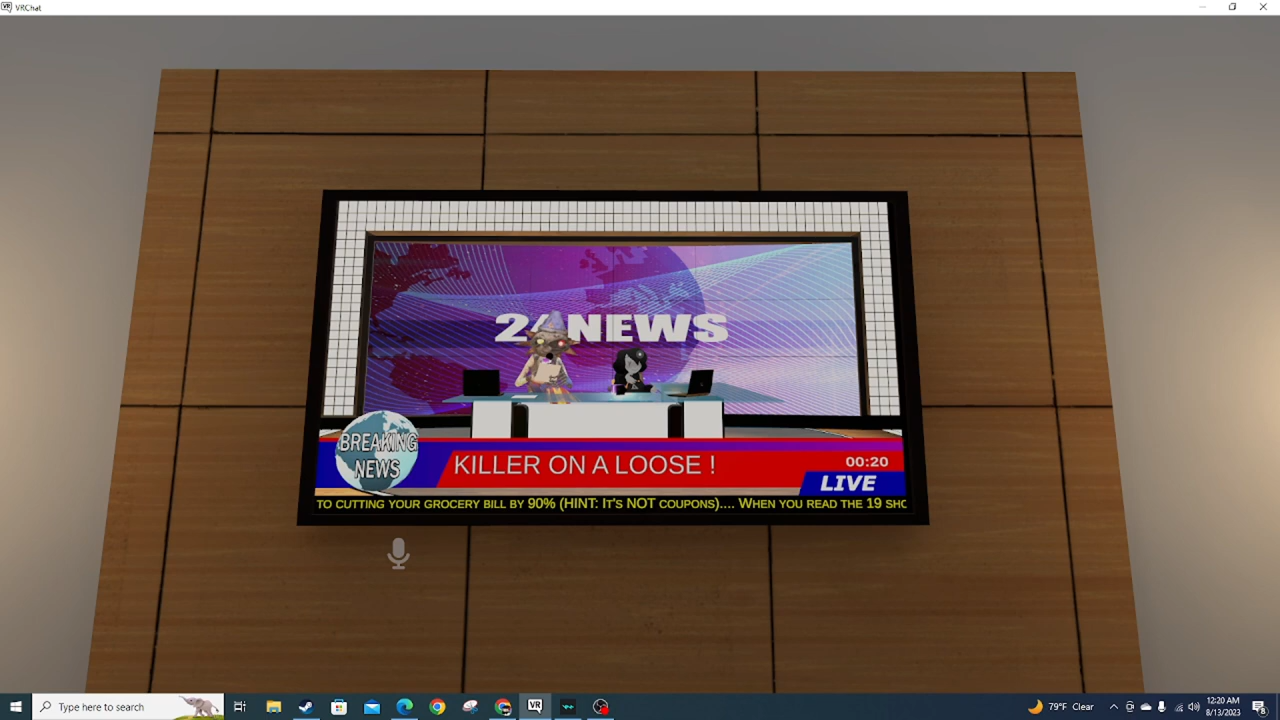 VRChat
24NEWS
BREAKING
NEWS
KILLER ON A LOOSE !
00:20
LIVE
TO CUTTING YOUR GROCERY BILL BY 90% (HINT: IT'S NOT COUPONS).... WHEN YOU READ THE 19 SHO
Type here to search
79°F Clear
12:20 AM
8/13/2023
8